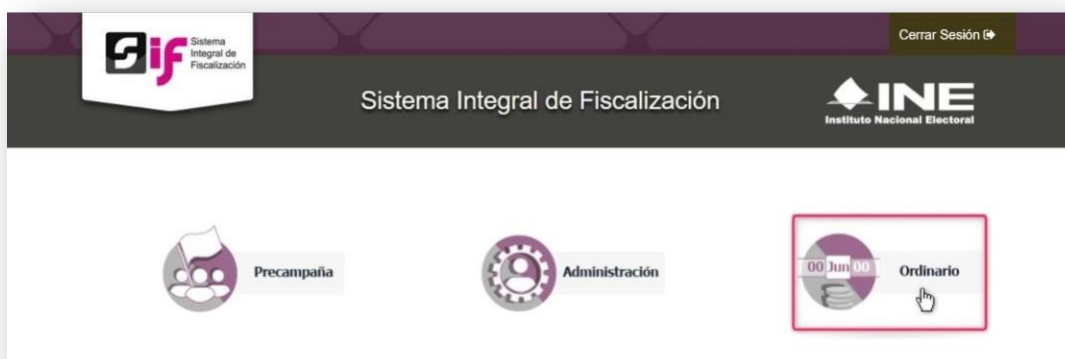 Sif
Sistema
Integral de
Fiscalización
Cerrar Sesión
Sistema Integral de Fiscalización
INE
Instituto Nacional Electoral
Precampaña
Administración
00 Jun 00
Ordinario